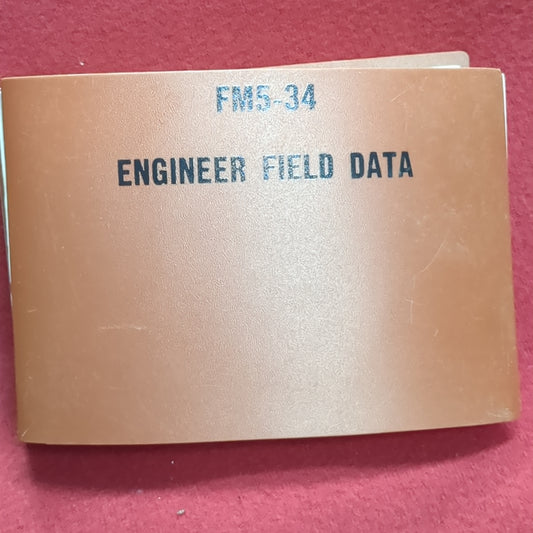 FM5-34
ENGINEER FIELD DATA